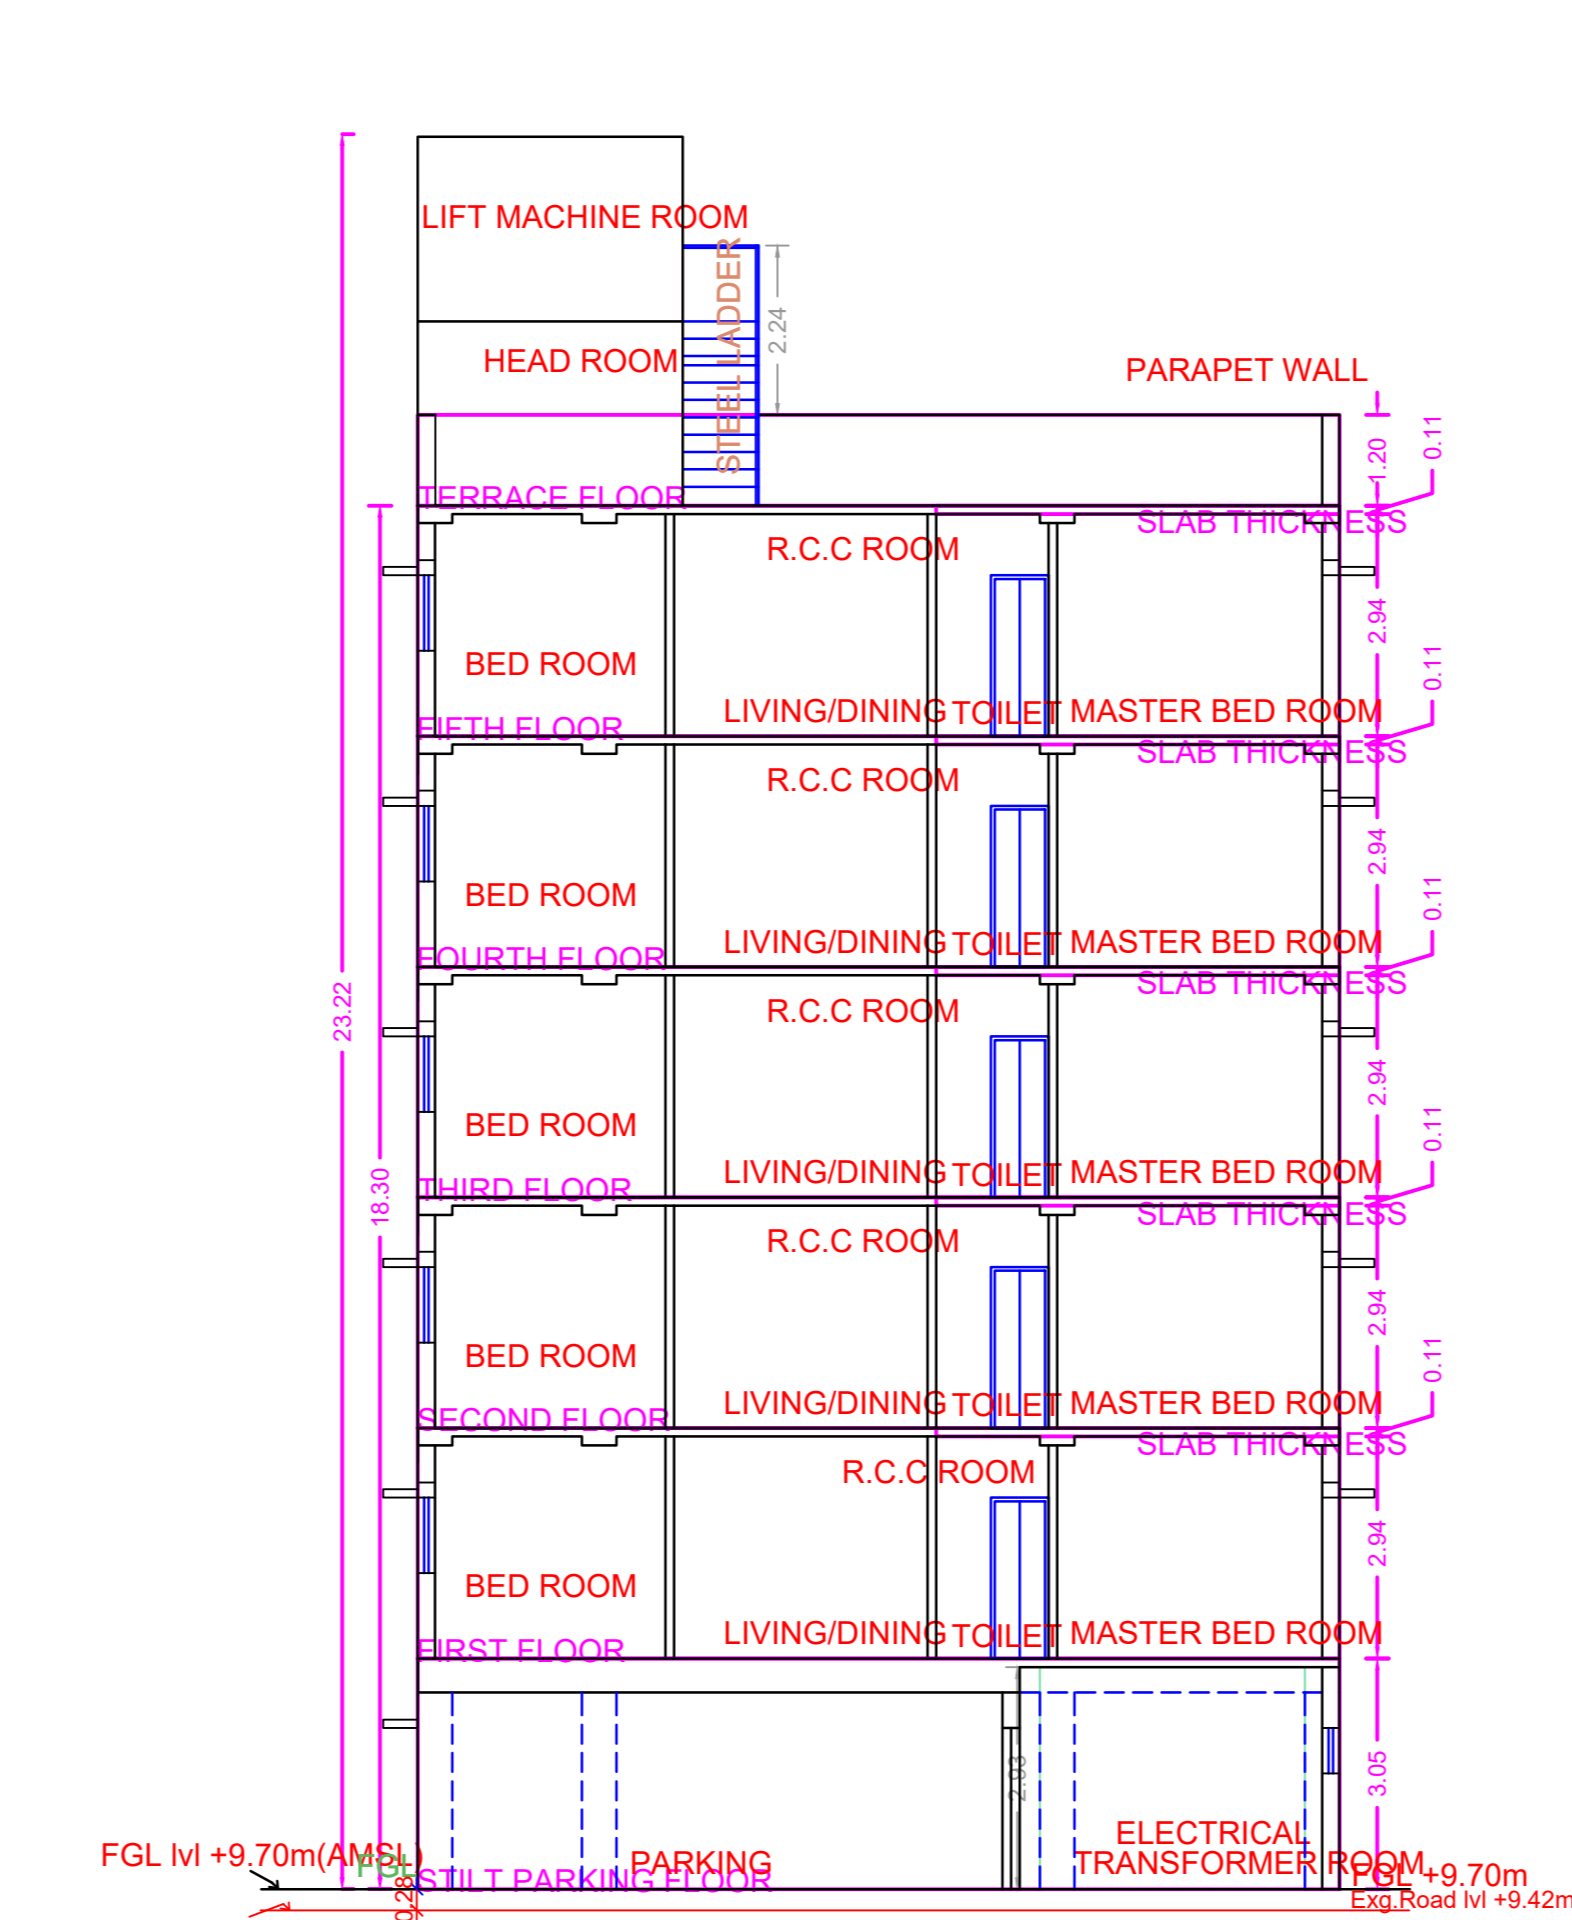 LIFT MACHINE ROOM
STEEL LADDER
2.24
HEAD ROOM
PARAPET WALL
1.20
0.11
TERRACE FLOOR
SLAB THICKNESS
R.C.C ROOM
2.94
BED ROOM
0.11
LIVING/DINING TOILET MASTER BED ROOM
FIFTH FLOOR
SLAB THICKNESS
R.C.C ROOM
2.94
BED ROOM
0.11
LIVING/DINING TOILET MASTER BED ROOM
FOURTH FLOOR
SLAB THICKNESS
23.22
R.C.C ROOM
2.94
BED ROOM
0.11
LIVING/DINING TOILET MASTER BED ROOM
THIRD FLOOR
18.30
SLAB THICKNESS
R.C.C ROOM
2.94
BED ROOM
0.11
LIVING/DINING TOILET MASTER BED ROOM
SECOND FLOOR
SLAB THICKNESS
R.C.C ROOM
2.94
BED ROOM
LIVING/DINING TOILET MASTER BED ROOM
FIRST FLOOR
2.93
3.05
ELECTRICAL
TRANSFORMER ROOM
FGL lvl +9.70m(AMSL)
FGL
PARKING
STILT PARKING FLOOR
FGL +9.70m
0.28
Exg.Road lvl +9.42m